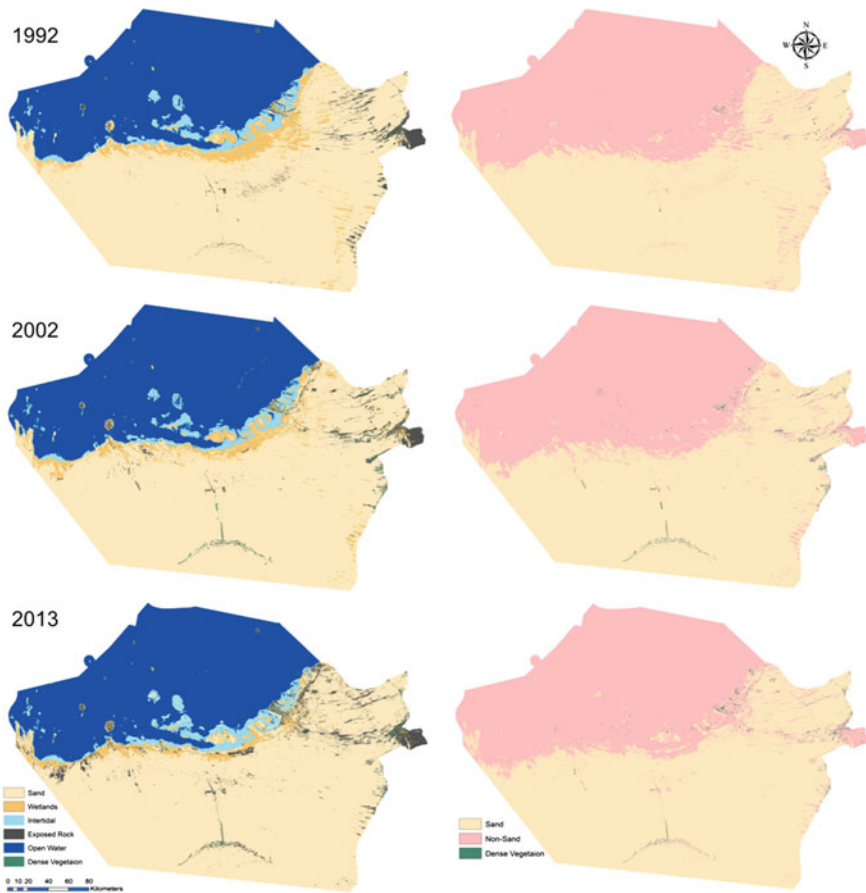 1992
N
W E
S
2002
2013
Sand
Wetlands
Intertidal
Exposed Rock
Open Water
Dense Vegetaion
0 10 20 40 60 80
Kilometers
Sand
Non-Sand
Dense Vegetaion